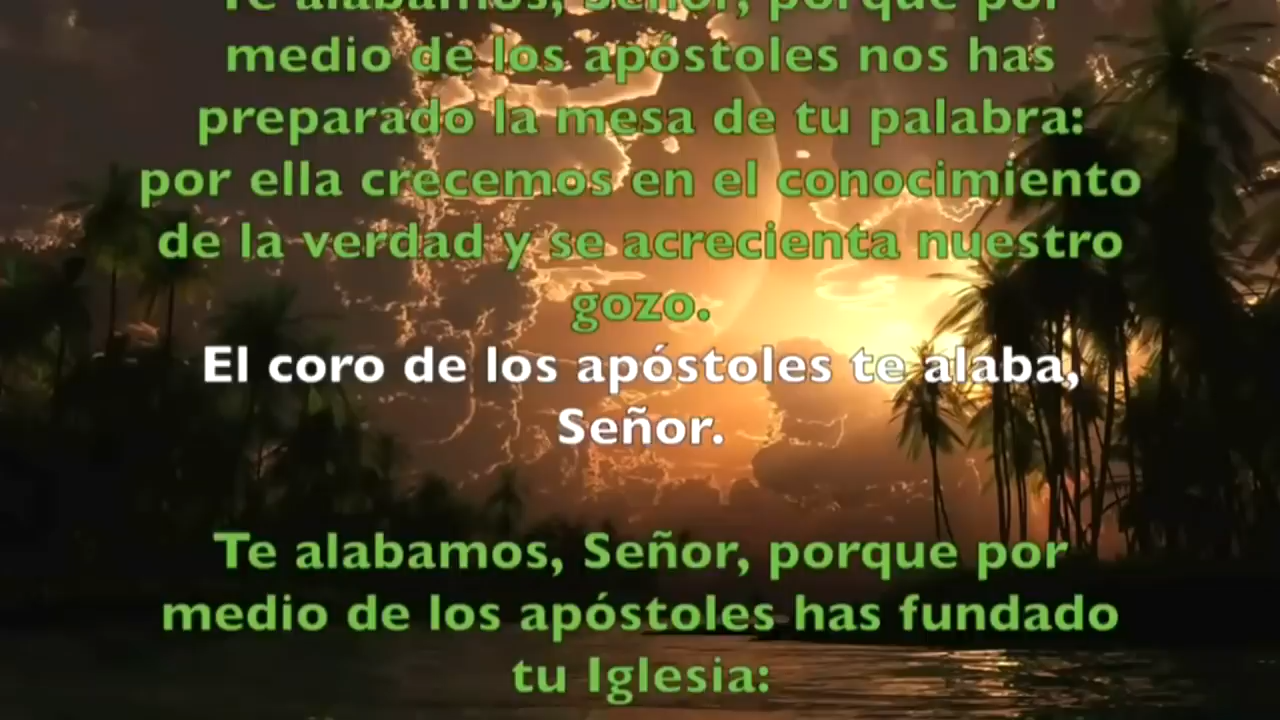 Te alabamos, Señor, porque por
medio de los apóstoles nos has
preparado la mesa de tu palabra:
por ella crecemos en el conocimiento
de la verdad y se acrecienta nuestro
gozo.
El coro de los apóstoles te alaba,
Señor.
Te alabamos, Señor, porque por
medio de los apóstoles has fundado
tu Iglesia: